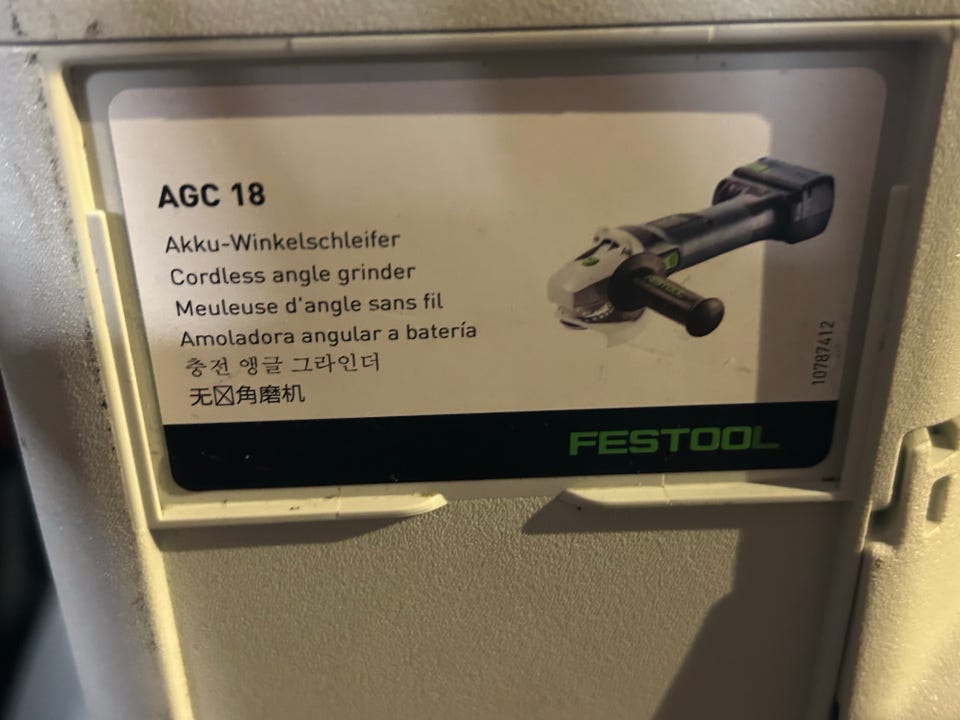 AGC 18
Akku-Winkelschleifer
Cordless angle grinder
Meuleuse d'angle sans fil
Amoladora angular a batería
충전 앵글 그라인더
无☒角磨机
10787412
FESTOOL
FESTOOL